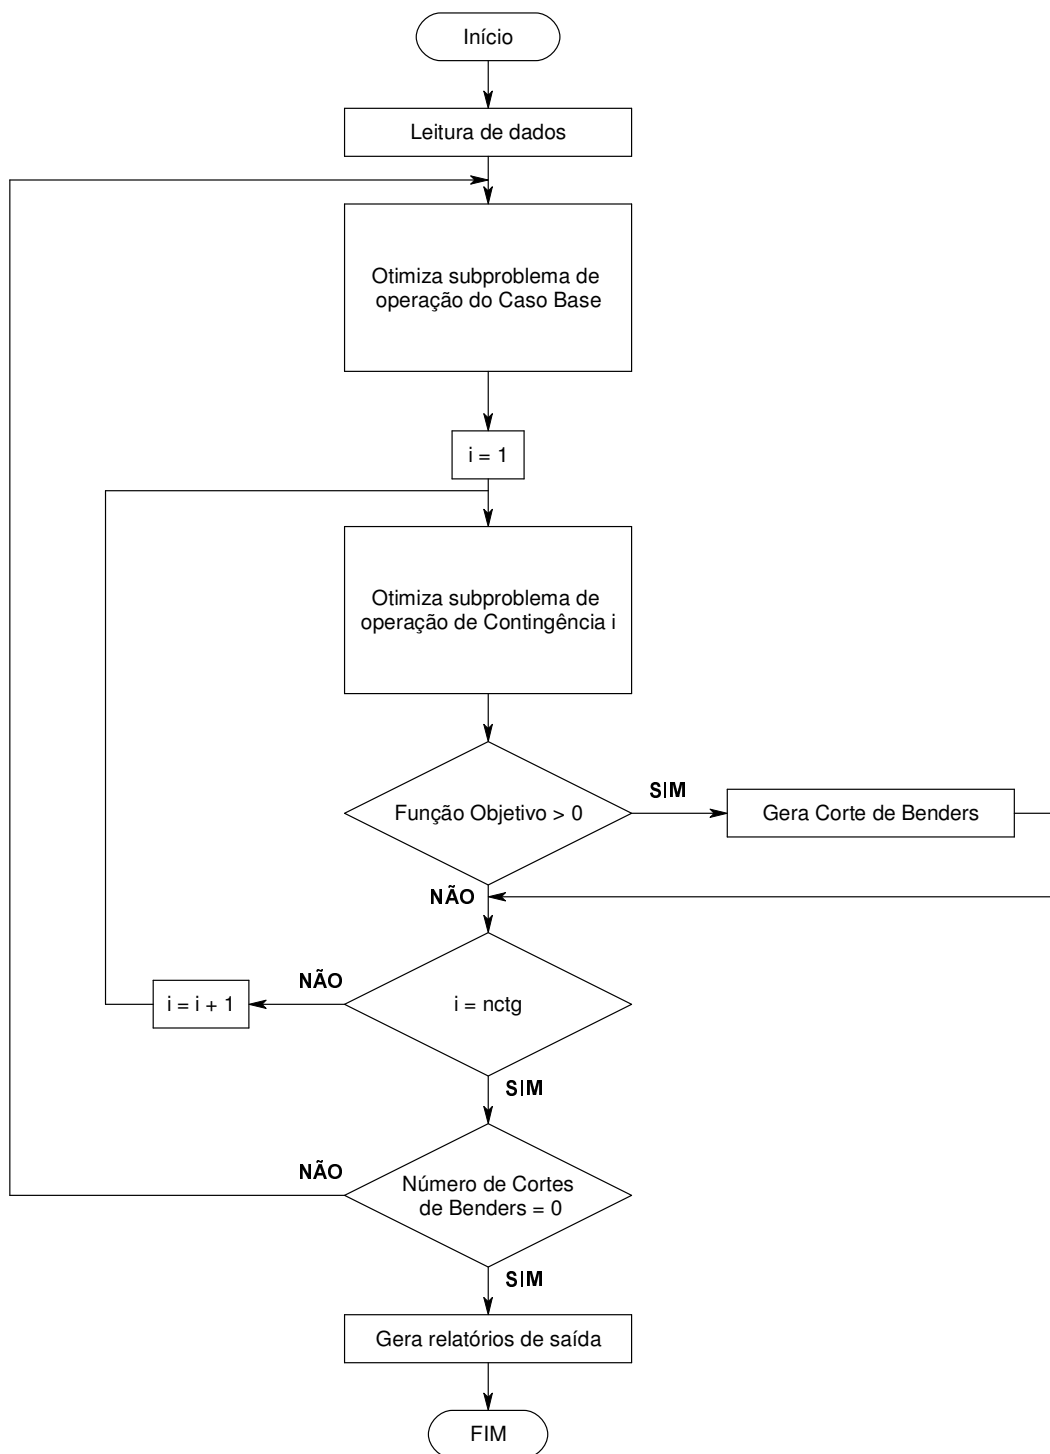 Início
Leitura de dados
Otimiza subproblema de
operação do Caso Base
i = 1
Otimiza subproblema de
operação de Contingência i
Função Objetivo > 0
SIM
Gera Corte de Benders
NÃO
i = nctg
NÃO
i = i + 1
SIM
NÃO
Número de Cortes
de Benders = 0
SIM
Gera relatórios de saída
FIM